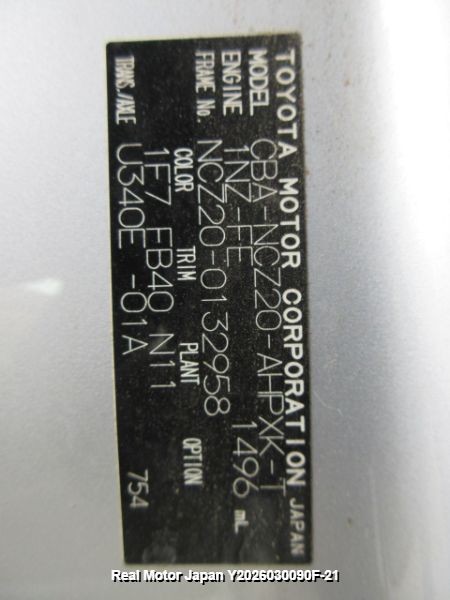 TOYOTA MOTOR CORPORATION JAPAN
MODEL CBA-NCZ20-AHPXK-T
ENGINE 1NZ-FE 1496 mL
FRAME No. NCZ20-0132958
COLOR TRIM PLANT OPTION
1F7 FB40 N11
TRANS./AXLE U340E -01A 754
Real Motor Japan Y2026030090F-21